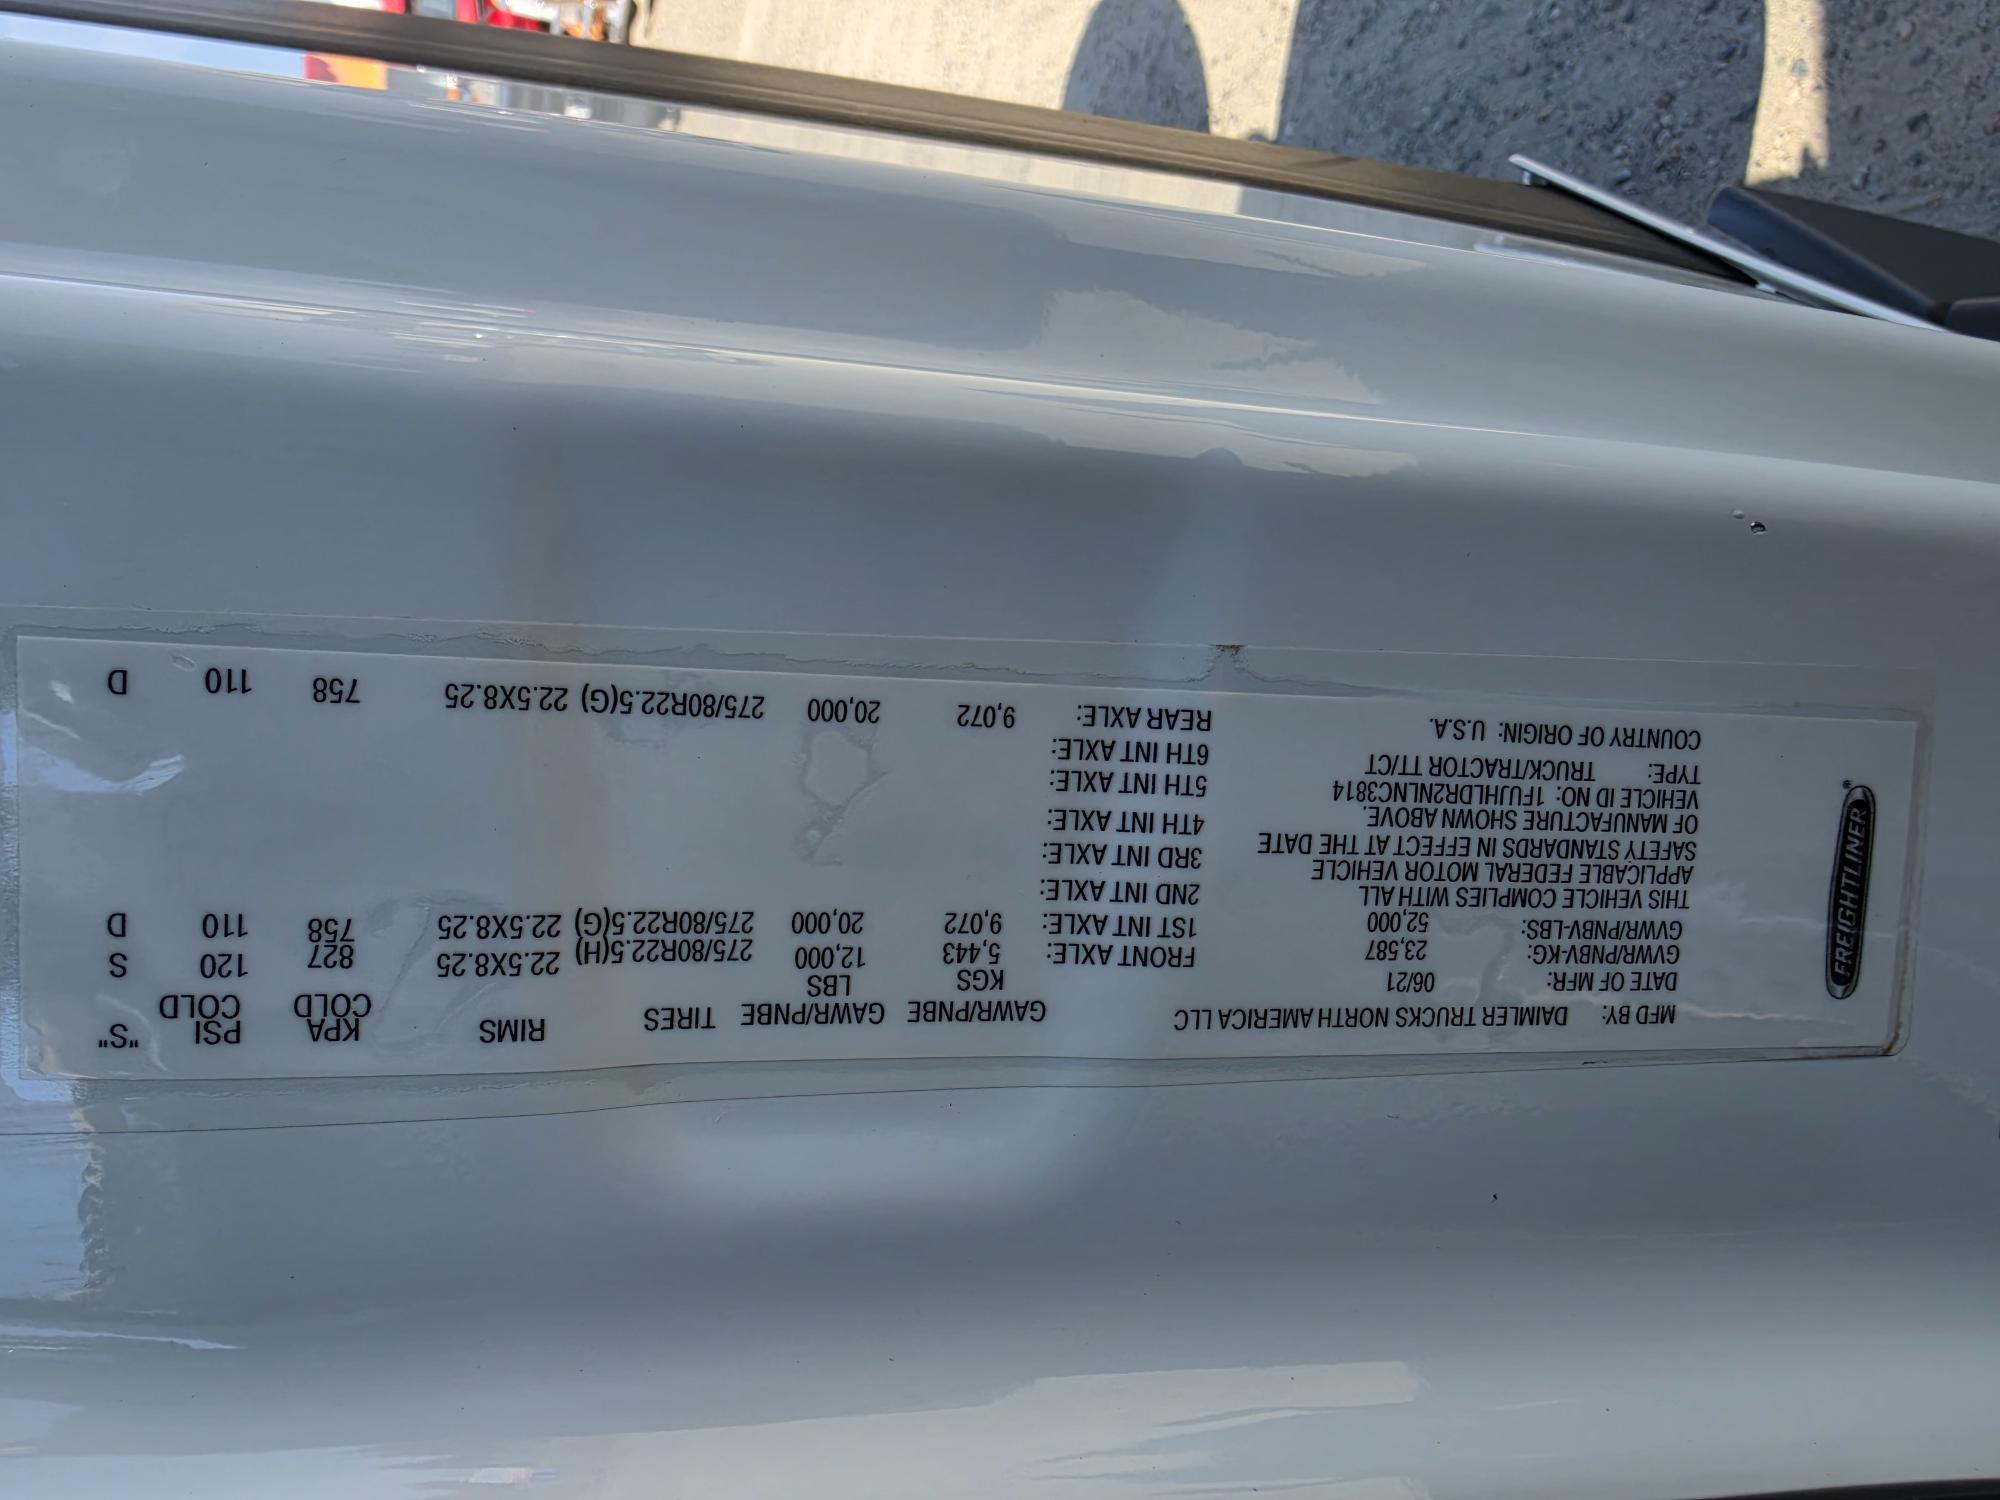 FREIGHTLINER®
MFD BY: DAIMLER TRUCKS NORTH AMERICA LLC
DATE OF MFR: 06/21
GVWR/PNBV-KG: 23,587
GVWR/PNBV-LBS: 52,000
THIS VEHICLE COMPLIES WITH ALL
APPLICABLE FEDERAL MOTOR VEHICLE
SAFETY STANDARDS IN EFFECT AT THE DATE
OF MANUFACTURE SHOWN ABOVE.
VEHICLE ID NO: 1FUJHLDR2NLNC3814
TYPE: TRUCK/TRACTOR TT/CT
COUNTRY OF ORIGIN: U.S.A.
GAWR/PNBE KGS GAWR/PNBE LBS TIRES RIMS KPA COLD PSI COLD "S"
FRONT AXLE: 5,443 12,000 275/80R22.5(H) 22.5X8.25 827 120 S
1ST INT AXLE: 9,072 20,000 275/80R22.5(G) 22.5X8.25 758 110 D
2ND INT AXLE:
3RD INT AXLE:
4TH INT AXLE:
5TH INT AXLE:
6TH INT AXLE:
REAR AXLE: 9,072 20,000 275/80R22.5(G) 22.5X8.25 758 110 D